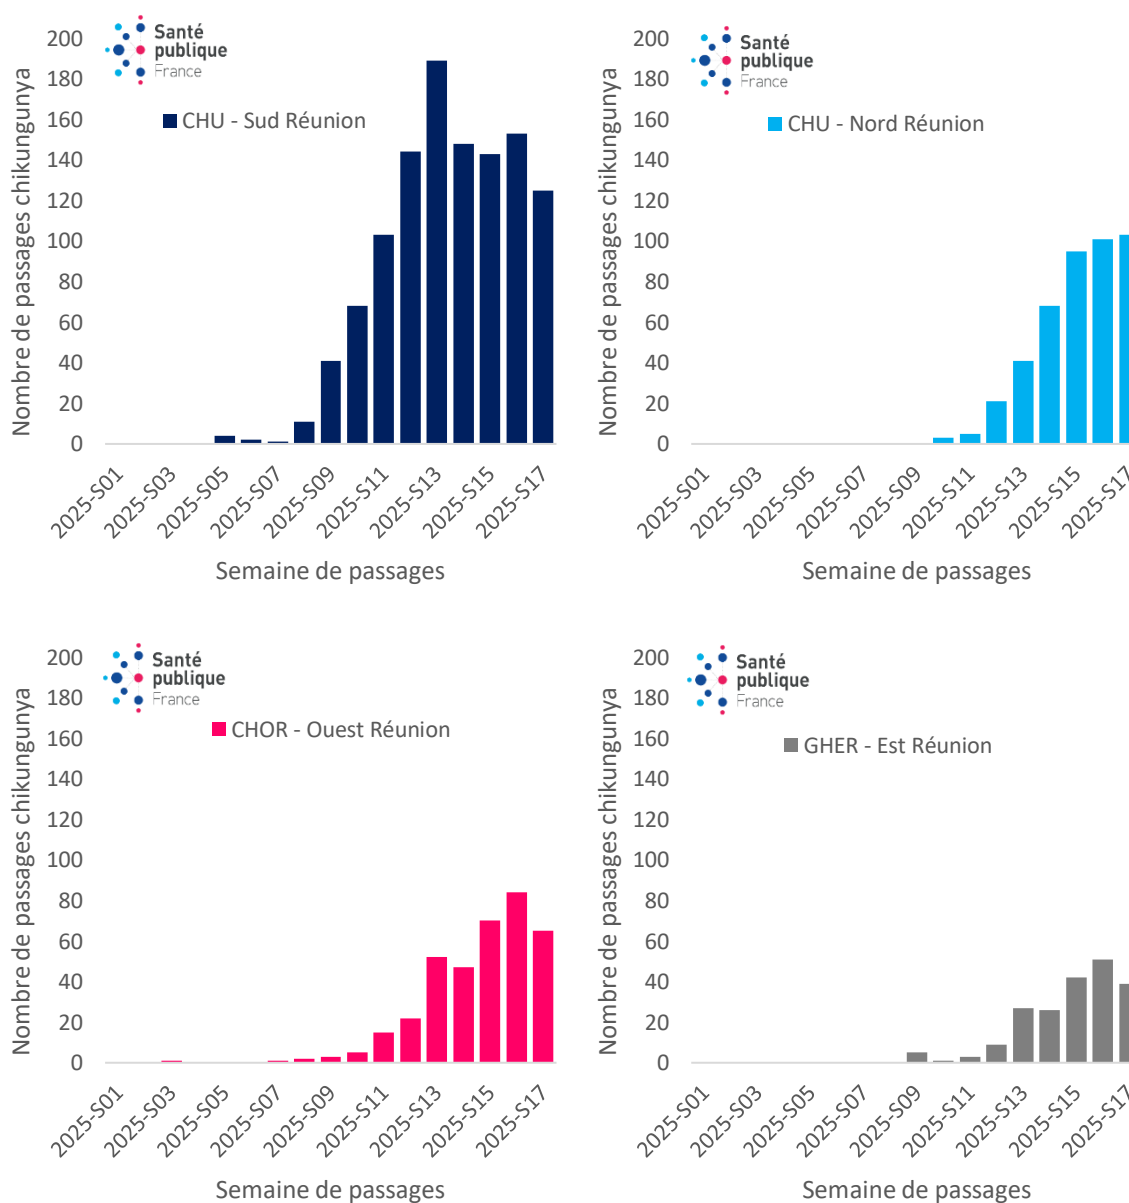 Santé
publique
France
CHU - Sud Réunion
Nombre de passages chikungunya
200
180
160
140
120
100
80
60
40
20
0
2025-S01
2025-S03
2025-S05
2025-S07
2025-S09
2025-S11
2025-S13
2025-S15
2025-S17
Semaine de passages
Santé
publique
France
CHU - Nord Réunion
Nombre de passages chikungunya
200
180
160
140
120
100
80
60
40
20
0
2025-S01
2025-S03
2025-S05
2025-S07
2025-S09
2025-S11
2025-S13
2025-S15
2025-S17
Semaine de passages
Santé
publique
France
CHOR - Ouest Réunion
Nombre de passages chikungunya
200
180
160
140
120
100
80
60
40
20
0
2025-S01
2025-S03
2025-S05
2025-S07
2025-S09
2025-S11
2025-S13
2025-S15
2025-S17
Semaine de passages
Santé
publique
France
GHER - Est Réunion
Nombre de passages chikungunya
200
180
160
140
120
100
80
60
40
20
0
2025-S01
2025-S03
2025-S05
2025-S07
2025-S09
2025-S11
2025-S13
2025-S15
2025-S17
Semaine de passages